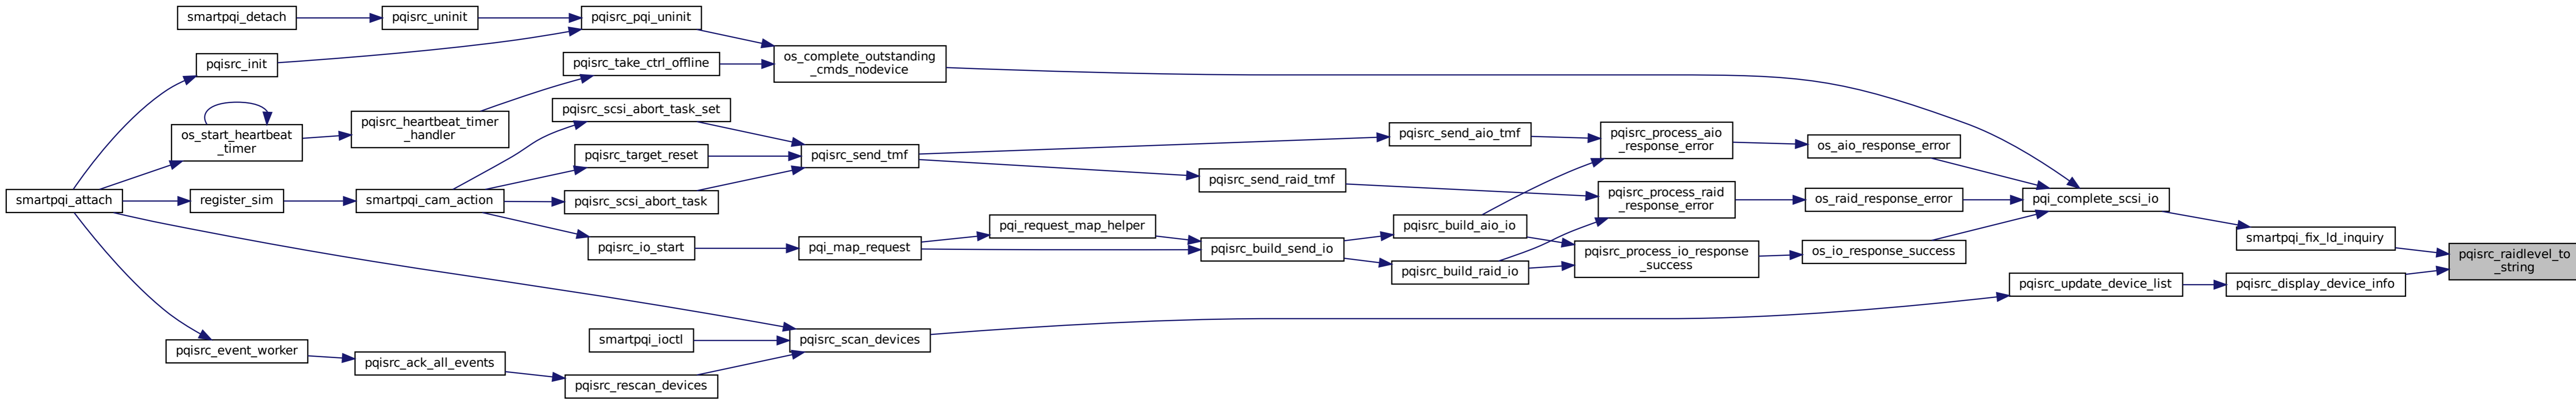 smartpqi_detach
pqisrc_uninit
pqisrc_pqi_uninit
pqisrc_init
pqisrc_take_ctrl_offline
os_complete_outstanding
_cmds_nodevice
os_start_heartbeat
_timer
pqisrc_heartbeat_timer
_handler
pqisrc_scsi_abort_task_set
pqisrc_target_reset
pqisrc_send_tmf
pqisrc_send_aio_tmf
pqisrc_process_aio
_response_error
os_aio_response_error
smartpqi_attach
register_sim
smartpqi_cam_action
pqisrc_scsi_abort_task
pqisrc_send_raid_tmf
pqisrc_process_raid
_response_error
os_raid_response_error
pqi_complete_scsi_io
pqisrc_io_start
pqi_map_request
pqi_request_map_helper
pqisrc_build_send_io
pqisrc_build_aio_io
pqisrc_build_raid_io
pqisrc_process_io_response
_success
os_io_response_success
smartpqi_fix_ld_inquiry
pqisrc_raidlevel_to
_string
pqisrc_update_device_list
pqisrc_display_device_info
smartpqi_ioctl
pqisrc_scan_devices
pqisrc_event_worker
pqisrc_ack_all_events
pqisrc_rescan_devices